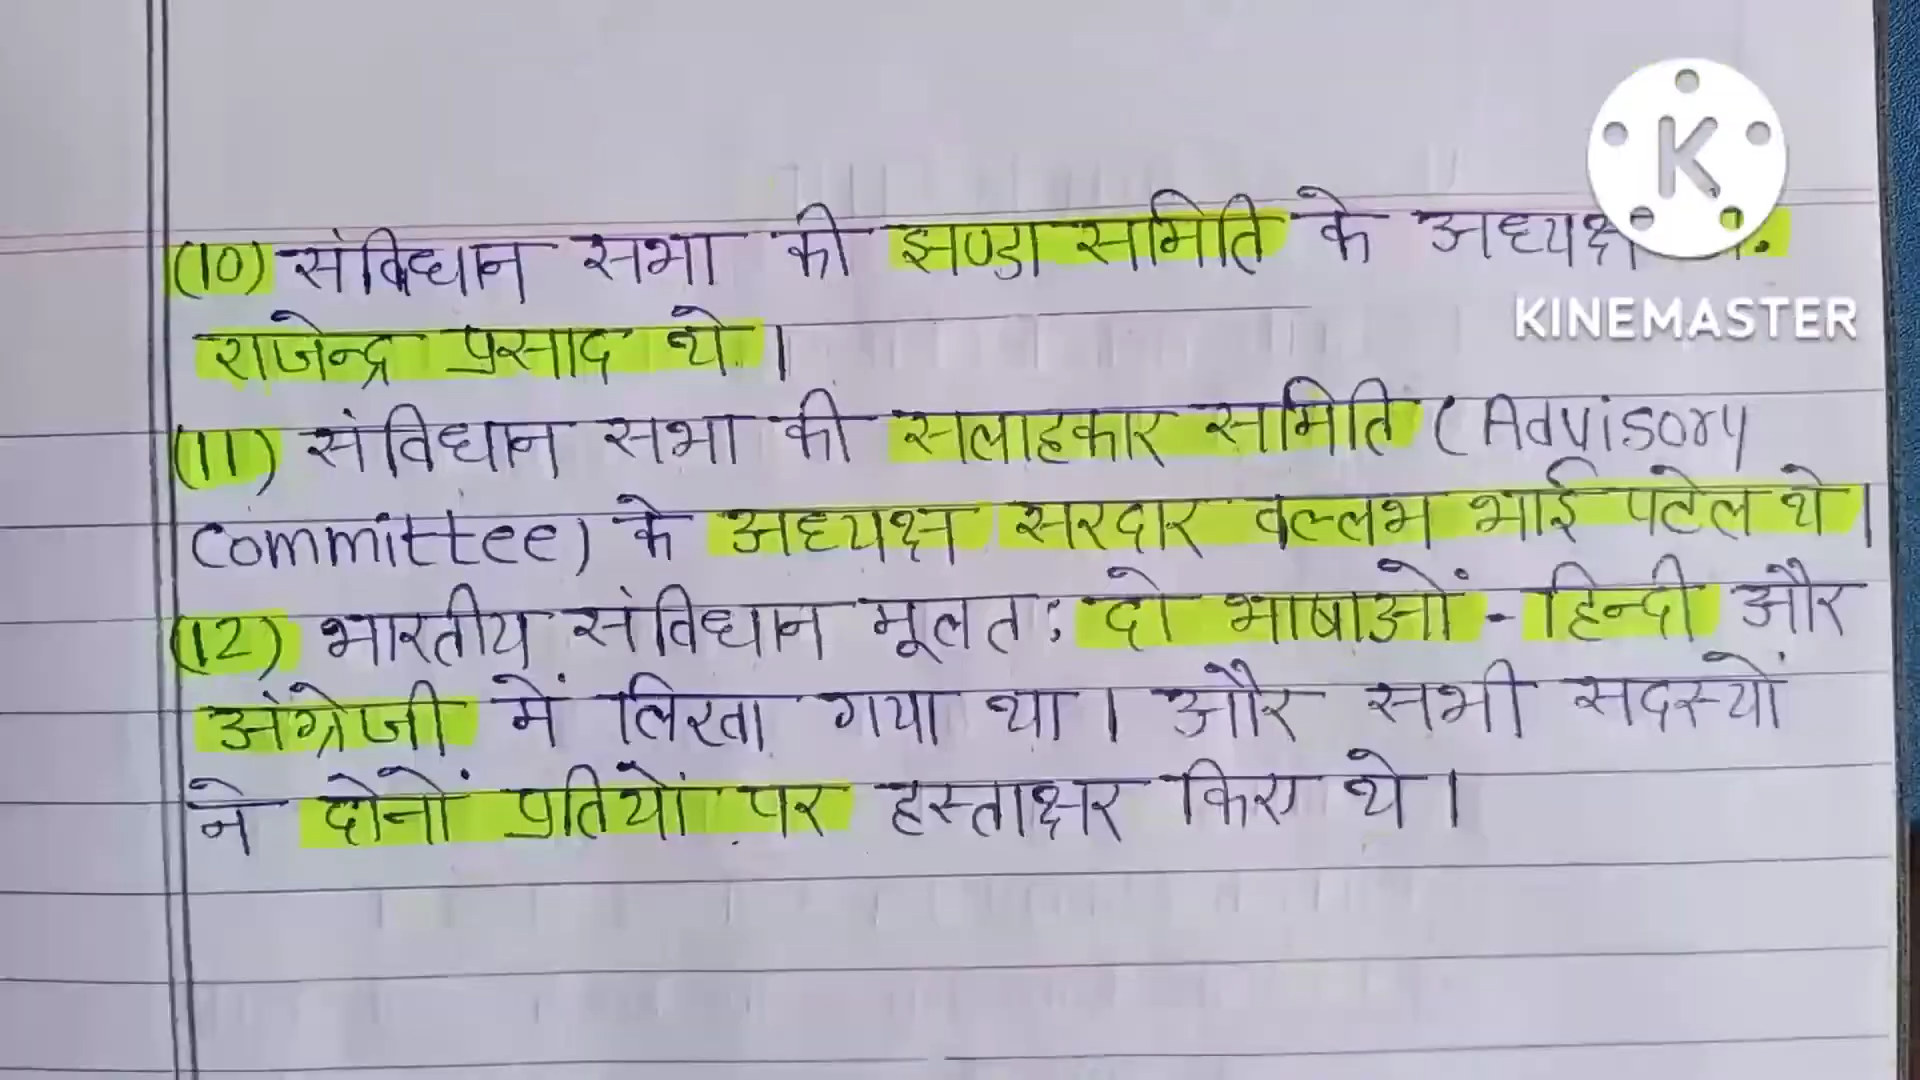 (10) संविधान सभा की झण्डा समिति के अध्यक्ष
राजेन्द्र प्रसाद थे।
(11) संविधान सभा की सलाहकार समिति (Advisory
committee) के अध्यक्ष सरदार वल्लभ भाई पटेल थे।
(12) भारतीय संविधान मूलत: दो भाषाओं - हिन्दी और
अंग्रेजी में लिखा गया था। और सभी सदस्यों
ने दोनों प्रतियों पर हस्ताक्षर किए थे।
K
KINEMASTER